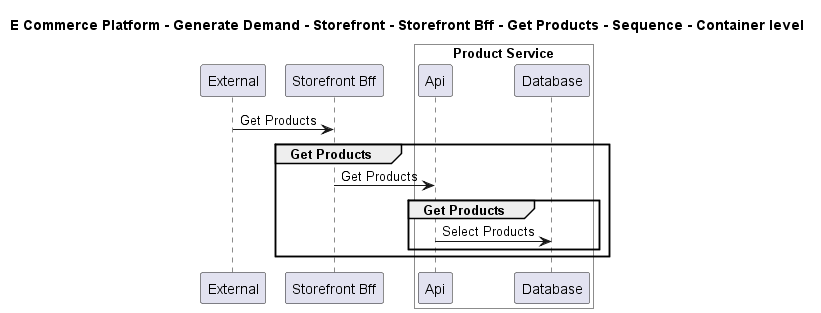 E Commerce Platform - Generate Demand - Storefront - Storefront Bff - Get Products - Sequence - Container level
Product Service
External
Storefront Bff
Api
Database
Get Products
Get Products
Get Products
Get Products
Select Products
External
Storefront Bff
Api
Database